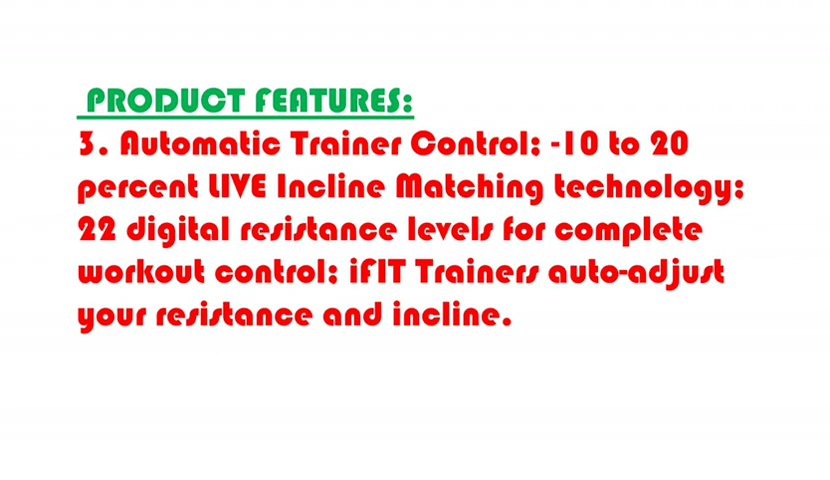 PRODUCT FEATURES:
3. Automatic Trainer Control; -10 to 20
percent LIVE Incline Matching technology;
22 digital resistance levels for complete
workout control; iFIT Trainers auto-adjust
your resistance and incline.